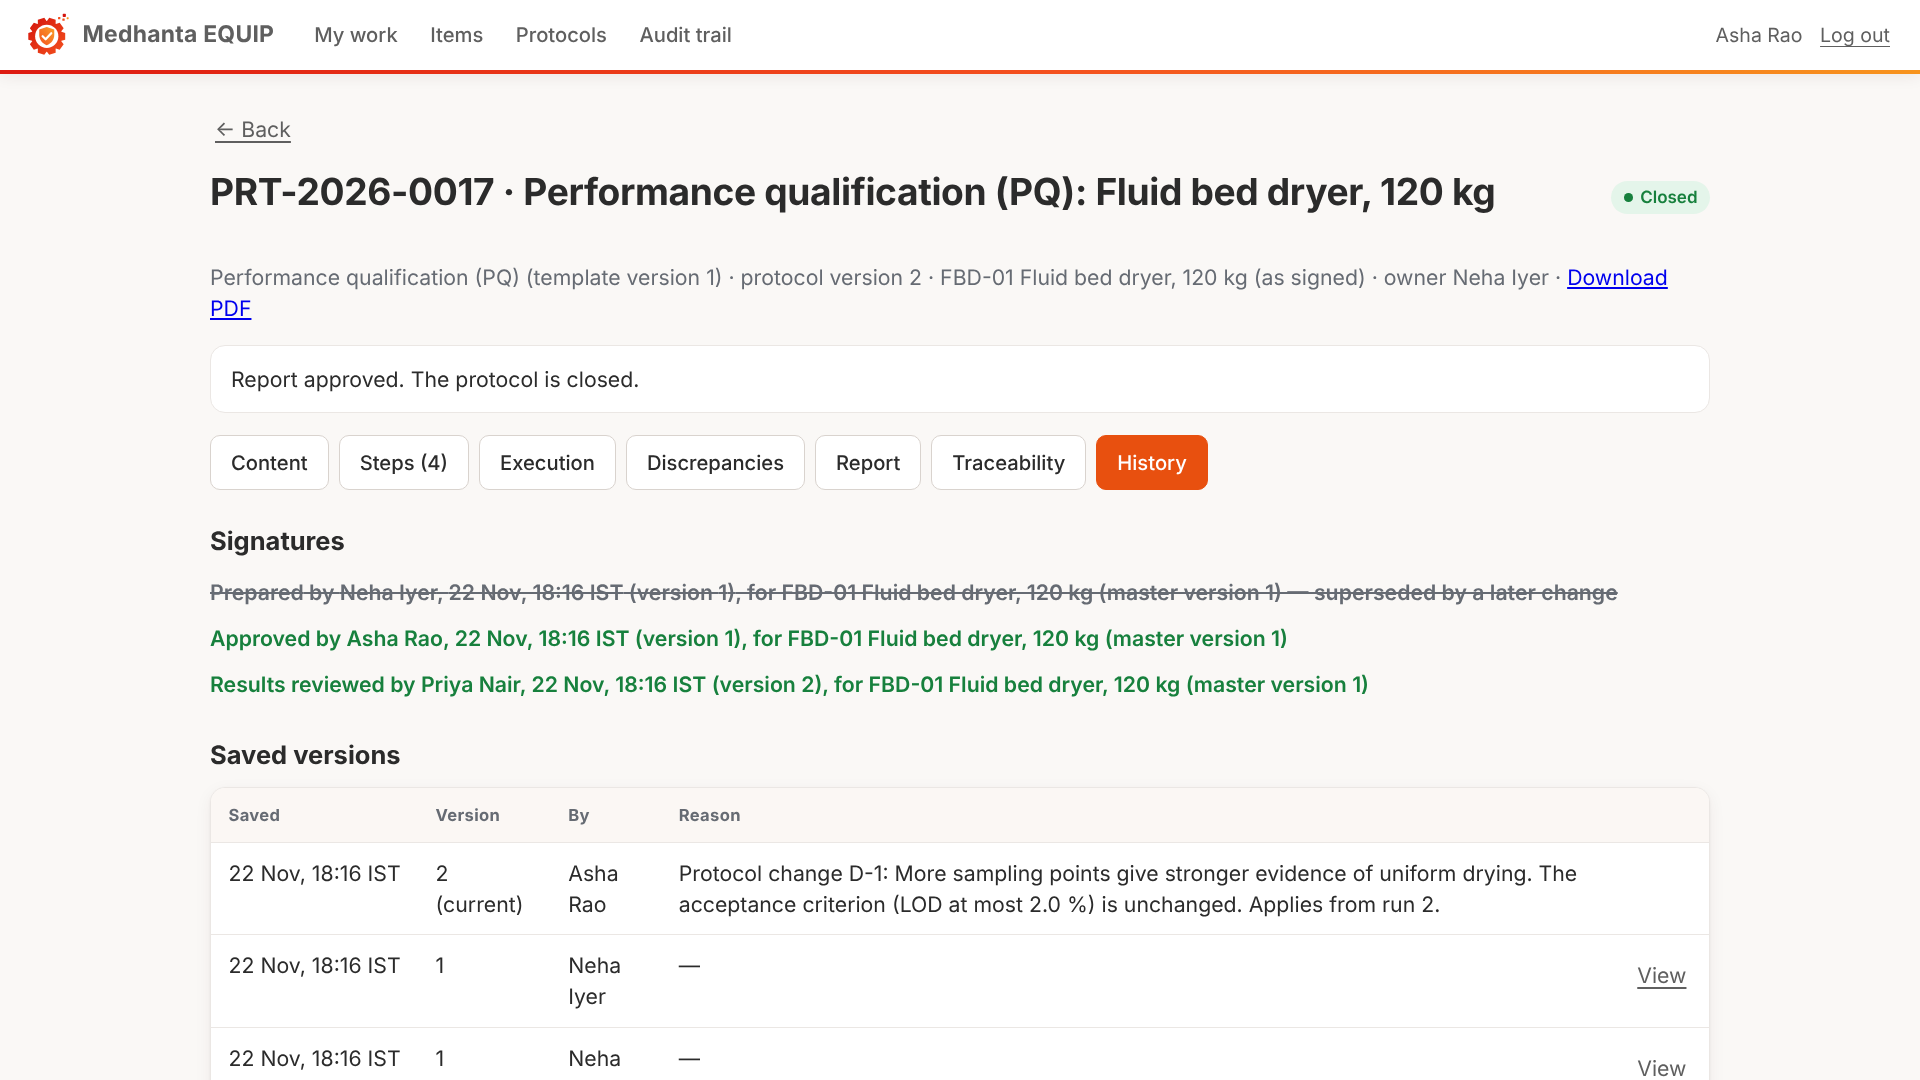 Medhanta EQUIP
My work
Items
Protocols
Audit trail
Asha Rao
Log out
← Back
PRT-2026-0017 · Performance qualification (PQ): Fluid bed dryer, 120 kg
Closed
Performance qualification (PQ) (template version 1) · protocol version 2 · FBD-01 Fluid bed dryer, 120 kg (as signed) · owner Neha Iyer · Download
PDF
Report approved. The protocol is closed.
Content
Steps (4)
Execution
Discrepancies
Report
Traceability
History
Signatures
Prepared by Neha Iyer, 22 Nov, 18:16 IST (version 1), for FBD-01 Fluid bed dryer, 120 kg (master version 1) — superseded by a later change
Approved by Asha Rao, 22 Nov, 18:16 IST (version 1), for FBD-01 Fluid bed dryer, 120 kg (master version 1)
Results reviewed by Priya Nair, 22 Nov, 18:16 IST (version 2), for FBD-01 Fluid bed dryer, 120 kg (master version 1)
Saved versions
Saved Version By Reason
22 Nov, 18:16 IST 2 Asha Protocol change D-1: More sampling points give stronger evidence of uniform drying. The
(current) Rao acceptance criterion (LOD at most 2.0 %) is unchanged. Applies from run 2.
22 Nov, 18:16 IST 1 Neha —
Iyer
View
22 Nov, 18:16 IST 1 Neha —
View